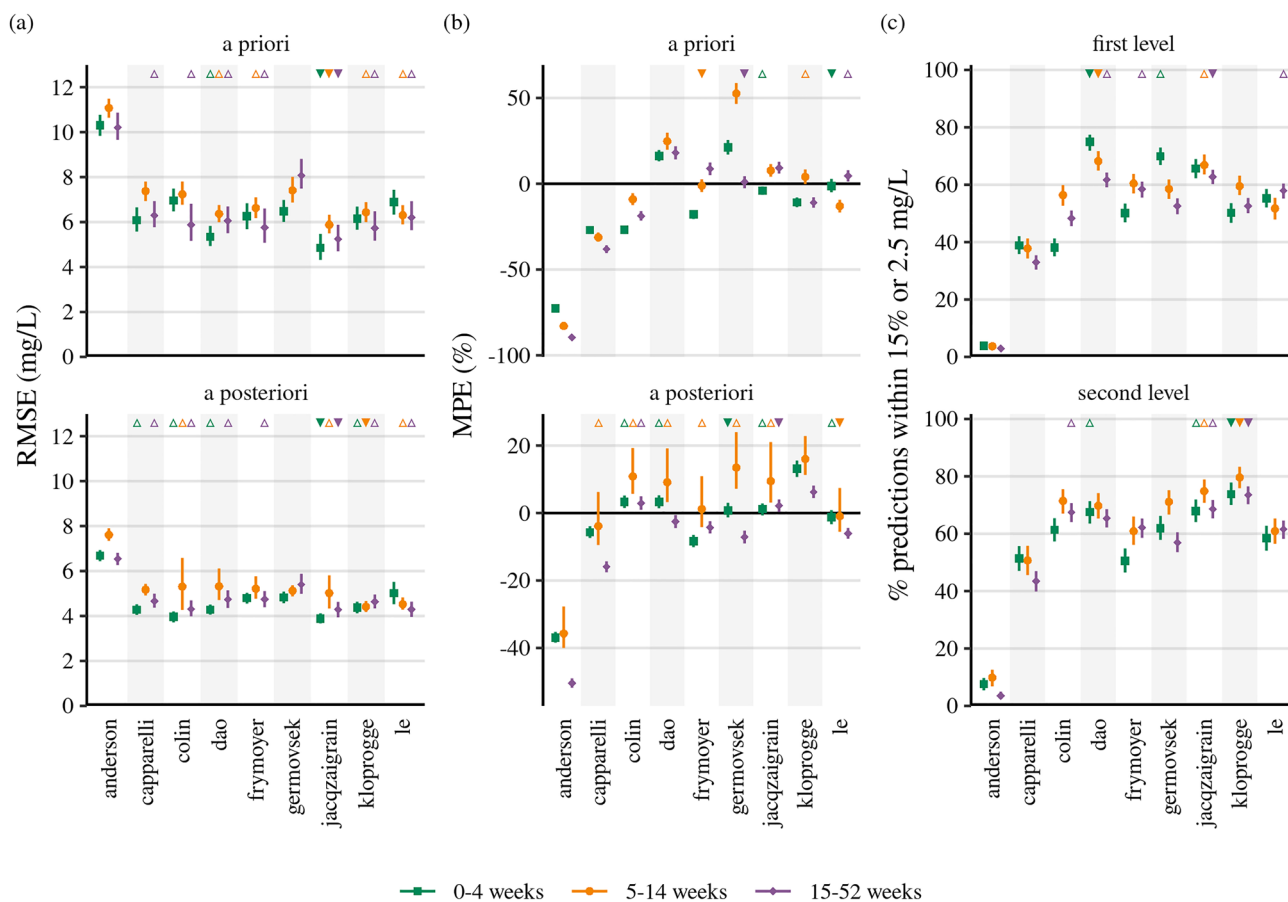 (a)
a priori
12
10
8
6
4
2
0
a posteriori
12
10
8
6
4
2
0
RMSE (mg/L)
anderson
capparelli
colin
dao
frymoyer
germovsek
jacqzaigrain
kloprogge
le
(b)
a priori
50
0
-50
-100
a posteriori
20
0
-20
-40
MPE (%)
anderson
capparelli
colin
dao
frymoyer
germovsek
jacqzaigrain
kloprogge
le
(c)
first level
100
80
60
40
20
0
second level
100
80
60
40
20
0
% predictions within 15% or 2.5 mg/L
anderson
capparelli
colin
dao
frymoyer
germovsek
jacqzaigrain
kloprogge
le
0-4 weeks
5-14 weeks
15-52 weeks